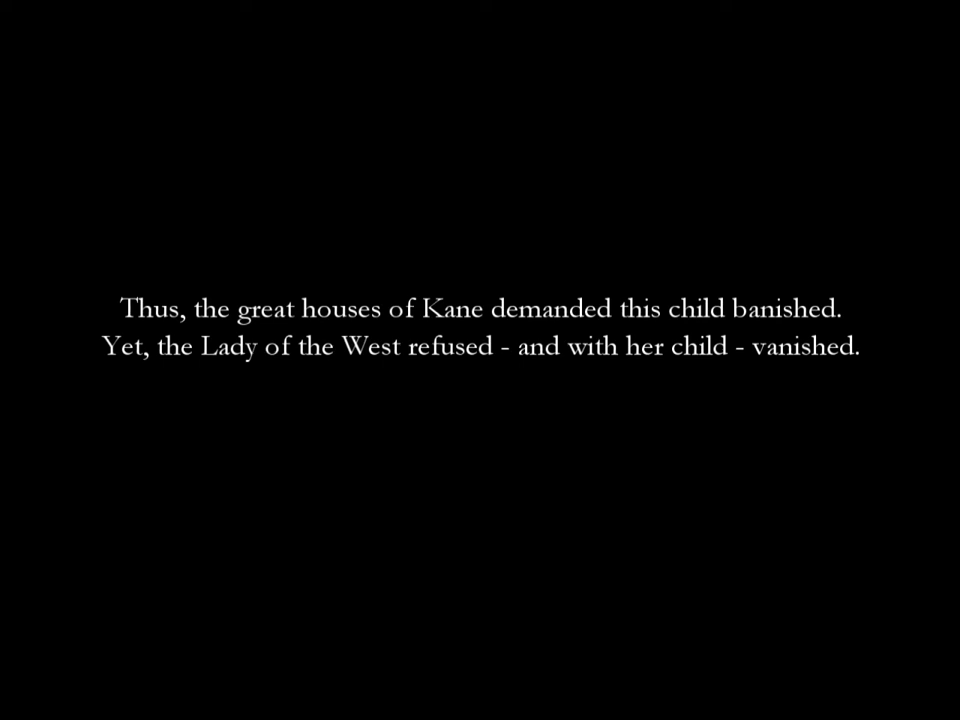 Thus, the great houses of Kane demanded this child banished.
Yet, the Lady of the West refused - and with her child - vanished.